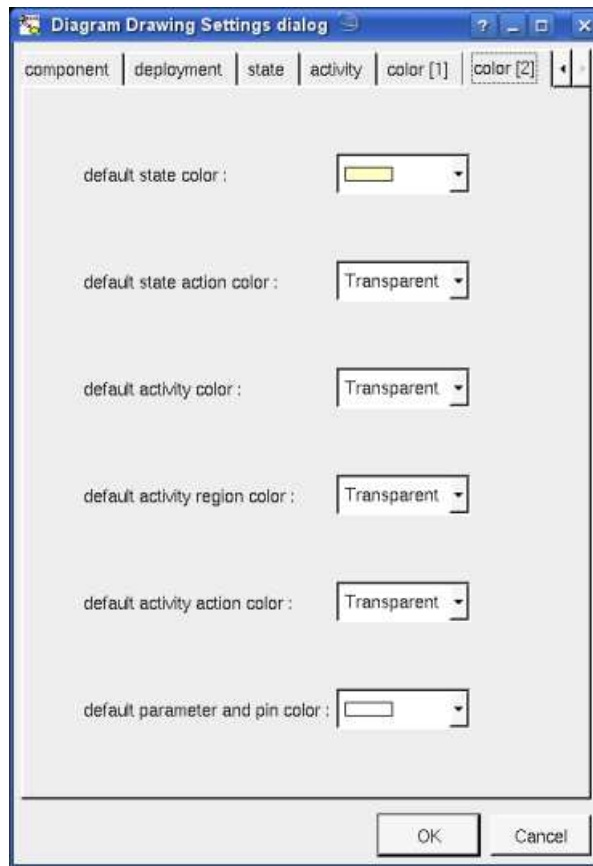 Diagram Drawing Settings dialog
component deployment state activity color [1] color [2]
default state color :
default state action color : Transparent
default activity color : Transparent
default activity region color : Transparent
default activity action color : Transparent
default parameter and pin color :
OK Cancel